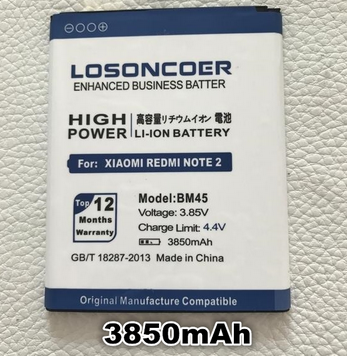 LOSONCOER
ENHANCED BUSINESS BATTER
HIGH POWER
高容量リチウムイオン 電池
LI-ION BATTERY
For: XIAOMI REDMI NOTE 2
Top 12
Months
Warranty
Model:BM45
Voltage: 3.85V
Charge Limit: 4.4V
3850mAh
GB/T 18287-2013
Made in China
Original Manufacture Compatible
3850mAh